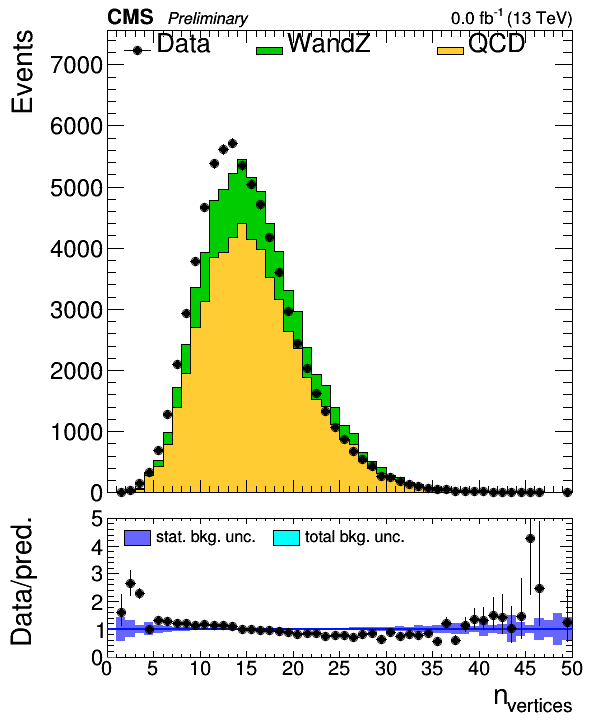 CMS Preliminary 0.0 fb-1 (13 TeV)
Data WandZ QCD
Events
7000
6000
5000
4000
3000
2000
1000
0
Data/pred.
stat. bkg. unc. total bkg. unc.
5
4
3
2
1
0
0 5 10 15 20 25 30 35 40 45 50
nvertices